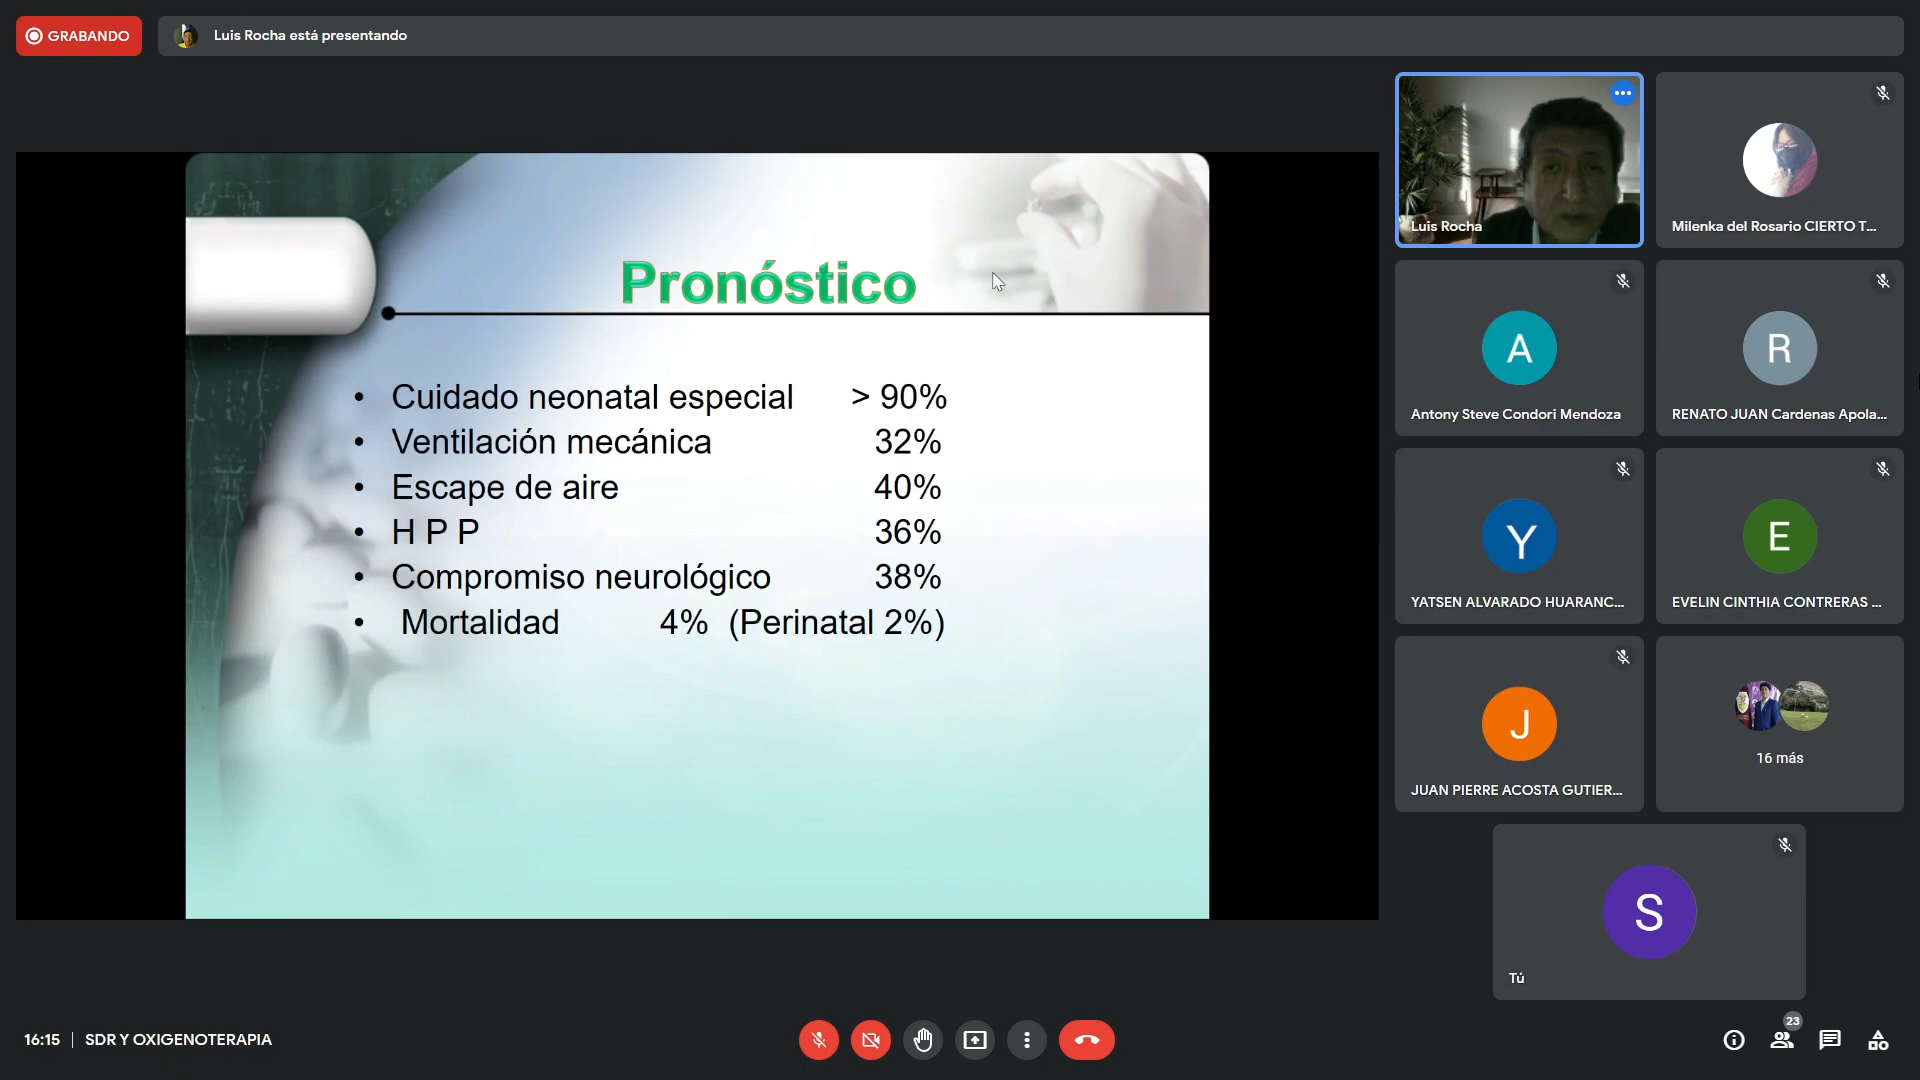 GRABANDO
Luis Rocha está presentando
Pronóstico
• Cuidado neonatal especial > 90%
• Ventilación mecánica 32%
• Escape de aire 40%
• H P P 36%
• Compromiso neurológico 38%
• Mortalidad 4% (Perinatal 2%)
Luis Rocha
Milenka del Rosario CIERTO T...
A
Antony Steve Condori Mendoza
R
RENATO JUAN Cardenas Apola...
Y
YATSEN ALVARADO HUARANC...
E
EVELIN CINTHIA CONTRERAS ...
J
JUAN PIERRE ACOSTA GUTIER...
16 más
S
Tú
16:15 | SDR Y OXIGENOTERAPIA
23